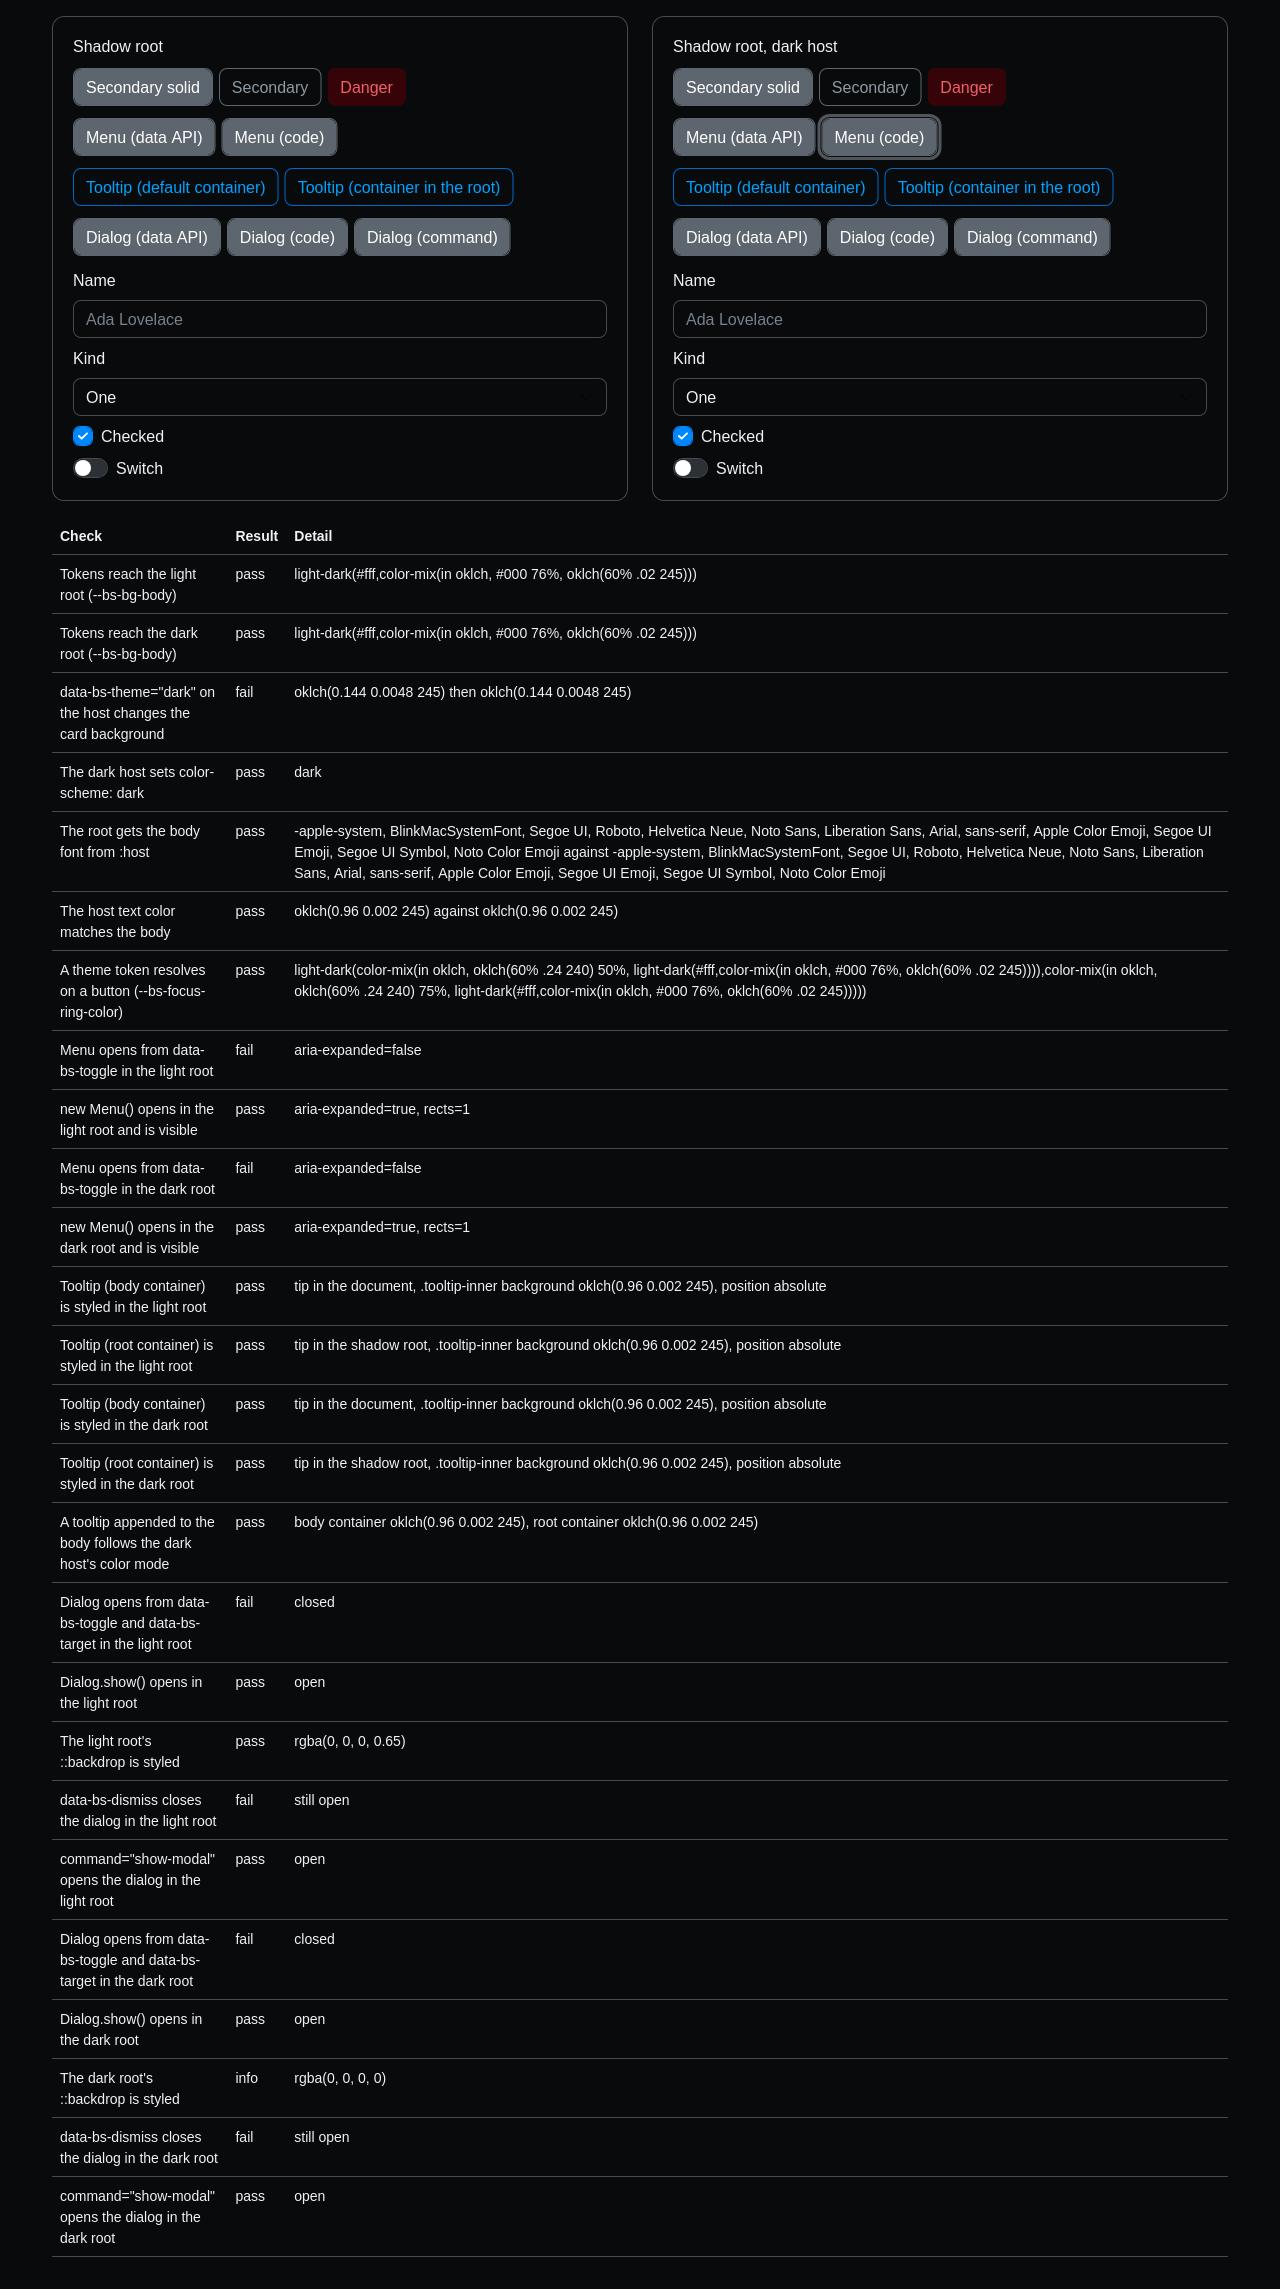 Shadow root
Secondary solid Secondary Danger
Menu (data API) Menu (code)
Tooltip (default container) Tooltip (container in the root)
Dialog (data API) Dialog (code) Dialog (command)
Name
Ada Lovelace
Kind
One
Checked
Switch
Shadow root, dark host
Secondary solid Secondary Danger
Menu (data API) Menu (code)
Tooltip (default container) Tooltip (container in the root)
Dialog (data API) Dialog (code) Dialog (command)
Name
Ada Lovelace
Kind
One
Checked
Switch
Check Result Detail
Tokens reach the light pass light-dark(#fff,color-mix(in oklch, #000 76%, oklch(60% .02 245)))
root (--bs-bg-body)
Tokens reach the dark pass light-dark(#fff,color-mix(in oklch, #000 76%, oklch(60% .02 245)))
root (--bs-bg-body)
data-bs-theme="dark" on fail oklch(0.144 0.0048 245) then oklch(0.144 0.0048 245)
the host changes the
card background
The dark host sets color- pass dark
scheme: dark
The root gets the body pass -apple-system, BlinkMacSystemFont, Segoe UI, Roboto, Helvetica Neue, Noto Sans, Liberation Sans, Arial, sans-serif, Apple Color Emoji, Segoe UI
font from :host Emoji, Segoe UI Symbol, Noto Color Emoji against -apple-system, BlinkMacSystemFont, Segoe UI, Roboto, Helvetica Neue, Noto Sans, Liberation
Sans, Arial, sans-serif, Apple Color Emoji, Segoe UI Emoji, Segoe UI Symbol, Noto Color Emoji
The host text color pass oklch(0.96 0.002 245) against oklch(0.96 0.002 245)
matches the body
A theme token resolves pass light-dark(color-mix(in oklch, oklch(60% .24 240) 50%, light-dark(#fff,color-mix(in oklch, #000 76%, oklch(60% .02 245)))),color-mix(in oklch,
on a button (--bs-focus- oklch(60% .24 240) 75%, light-dark(#fff,color-mix(in oklch, #000 76%, oklch(60% .02 245)))))
ring-color)
Menu opens from data- fail aria-expanded=false
bs-toggle in the light root
new Menu() opens in the pass aria-expanded=true, rects=1
light root and is visible
Menu opens from data- fail aria-expanded=false
bs-toggle in the dark root
new Menu() opens in the pass aria-expanded=true, rects=1
dark root and is visible
Tooltip (body container) pass tip in the document, .tooltip-inner background oklch(0.96 0.002 245), position absolute
is styled in the light root
Tooltip (root container) is pass tip in the shadow root, .tooltip-inner background oklch(0.96 0.002 245), position absolute
styled in the light root
Tooltip (body container) pass tip in the document, .tooltip-inner background oklch(0.96 0.002 245), position absolute
is styled in the dark root
Tooltip (root container) is pass tip in the shadow root, .tooltip-inner background oklch(0.96 0.002 245), position absolute
styled in the dark root
A tooltip appended to the pass body container oklch(0.96 0.002 245), root container oklch(0.96 0.002 245)
body follows the dark
host's color mode
Dialog opens from data- fail closed
bs-toggle and data-bs-
target in the light root
Dialog.show() opens in pass open
the light root
The light root's pass rgba(0, 0, 0, 0.65)
::backdrop is styled
data-bs-dismiss closes fail still open
the dialog in the light root
command="show-modal" pass open
opens the dialog in the
light root
Dialog opens from data- fail closed
bs-toggle and data-bs-
target in the dark root
Dialog.show() opens in pass open
the dark root
The dark root's info rgba(0, 0, 0, 0)
::backdrop is styled
data-bs-dismiss closes fail still open
the dialog in the dark root
command="show-modal" pass open
opens the dialog in the
dark root